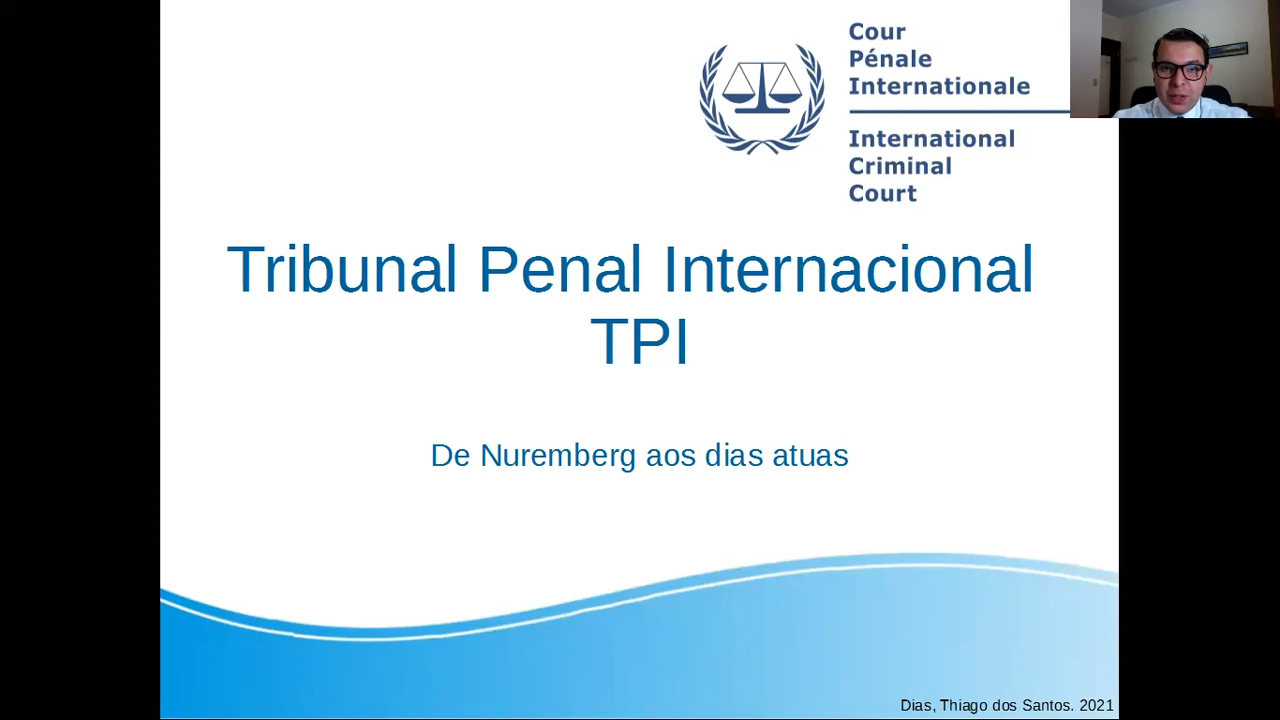 Cour
Pénale
Internationale
International
Criminal
Court
Tribunal Penal Internacional
TPI
De Nuremberg aos dias atuas
Dias, Thiago dos Santos. 2021